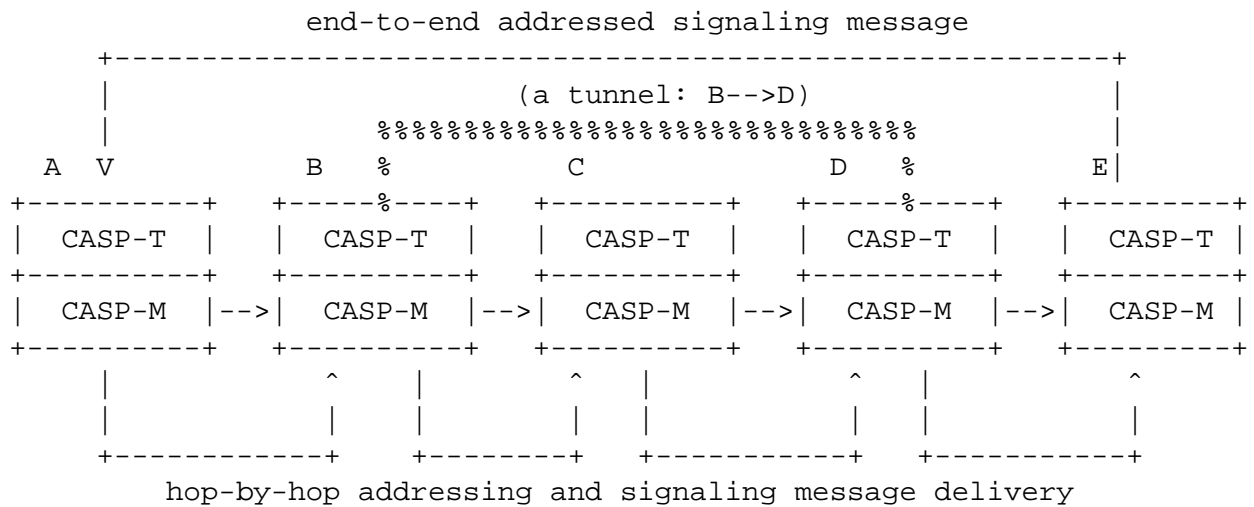 end-to-end addressed signaling message
(a tunnel: B-->D)
A V B C D E
CASP-T CASP-T CASP-T CASP-T CASP-T
CASP-M CASP-M CASP-M CASP-M CASP-M
hop-by-hop addressing and signaling message delivery